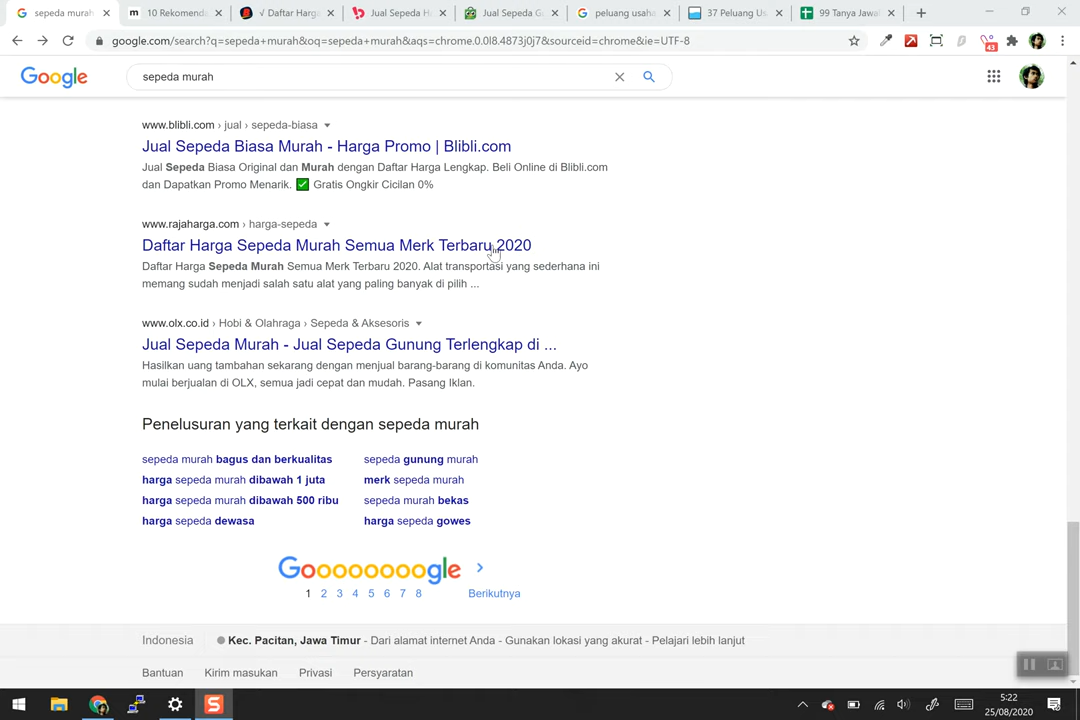 sepeda murah
10 Rekomenda
√ Daftar Harga
Jual Sepeda H
Jual Sepeda G
peluang usaha
37 Peluang Us
99 Tanya Jawa
google.com/search?q=sepeda+murah&oq=sepeda+murah&aqs=chrome.0.0l8.4873j0j7&sourceid=chrome&ie=UTF-8
43
Google
sepeda murah
www.blibli.com › jual › sepeda-biasa
Jual Sepeda Biasa Murah - Harga Promo | Blibli.com
Jual Sepeda Biasa Original dan Murah dengan Daftar Harga Lengkap. Beli Online di Blibli.com
dan Dapatkan Promo Menarik. ✅ Gratis Ongkir Cicilan 0%
www.rajaharga.com › harga-sepeda
Daftar Harga Sepeda Murah Semua Merk Terbaru 2020
Daftar Harga Sepeda Murah Semua Merk Terbaru 2020. Alat transportasi yang sederhana ini
memang sudah menjadi salah satu alat yang paling banyak di pilih ...
www.olx.co.id › Hobi & Olahraga › Sepeda & Aksesoris
Jual Sepeda Murah - Jual Sepeda Gunung Terlengkap di ...
Hasilkan uang tambahan sekarang dengan menjual barang-barang di komunitas Anda. Ayo
mulai berjualan di OLX, semua jadi cepat dan mudah. Pasang Iklan.
Penelusuran yang terkait dengan sepeda murah
sepeda murah bagus dan berkualitas
sepeda gunung murah
harga sepeda murah dibawah 1 juta
merk sepeda murah
harga sepeda murah dibawah 500 ribu
sepeda murah bekas
harga sepeda dewasa
harga sepeda gowes
Goooooooogle
1 2 3 4 5 6 7 8 Berikutnya
Indonesia
Kec. Pacitan, Jawa Timur - Dari alamat internet Anda - Gunakan lokasi yang akurat - Pelajari lebih lanjut
Bantuan Kirim masukan Privasi Persyaratan
5:22
25/08/2020